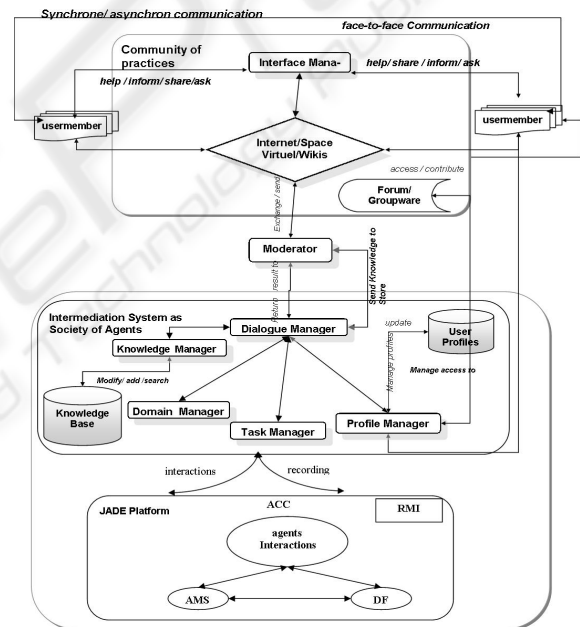 Synchrone/ asynchron communication
face-to-face Communication
Community of
practices
Interface Mana-
help / inform/ share/ask
help/ share / inform/ ask
usermember
usermember
Internet/Space
Virtuel/Wikis
access / contribute
Forum/
Groupware
Exchange / send
Moderator
Send Knowledge to
Store
Return result to
Intermediation System as
Society of Agents
Dialogue Manager
update
User
Profiles
Knowledge Manager
Manage profiles
Manage access to
Modify/ add /search
Knowledge
Base
Domain Manager
Task Manager
Profile Manager
interactions
recording
JADE Platform
ACC
RMI
agents
Interactions
AMS
DF